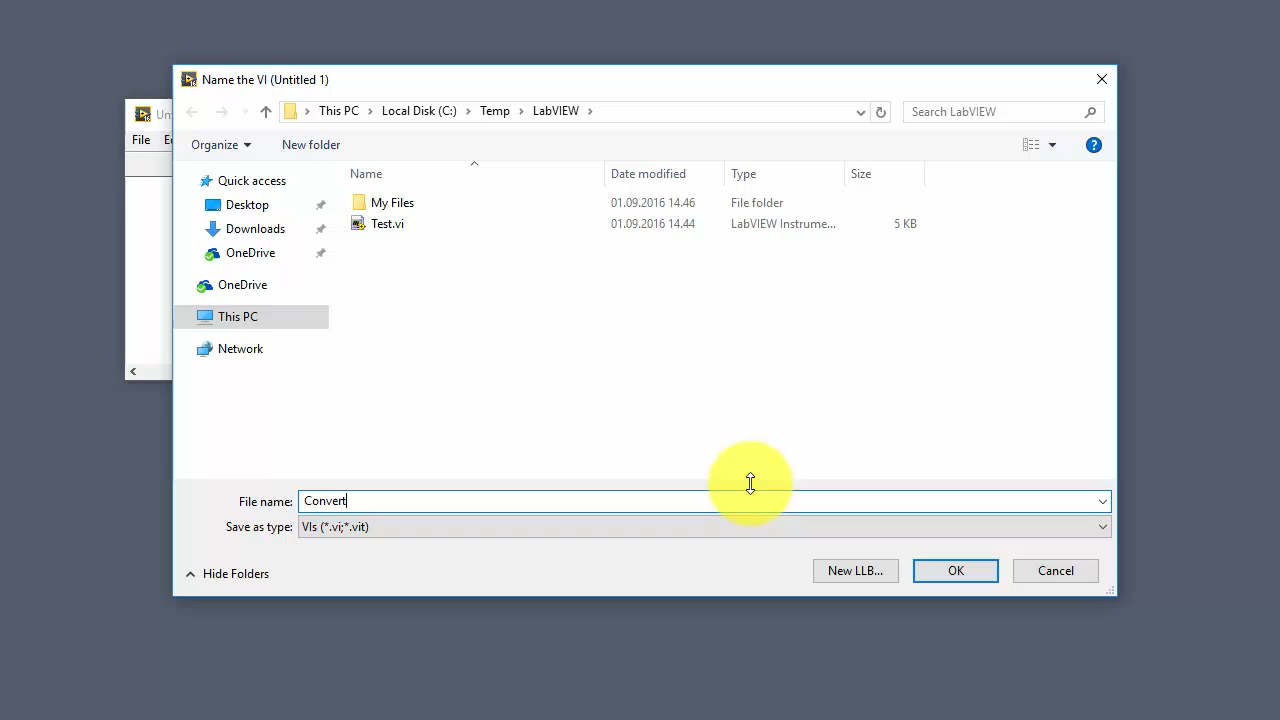 Name the VI (Untitled 1)
This PC Local Disk (C:) Temp LabVIEW
Search LabVIEW
Un
File E
Organize
New folder
Name Date modified Type Size
Quick access
Desktop
Downloads
OneDrive
OneDrive
This PC
Network
My Files 01.09.2016 14.46 File folder
Test.vi 01.09.2016 14.44 LabVIEW Instrume... 5 KB
File name: Convert
Save as type: VIs (*.vi;*.vit)
Hide Folders
New LLB... OK Cancel